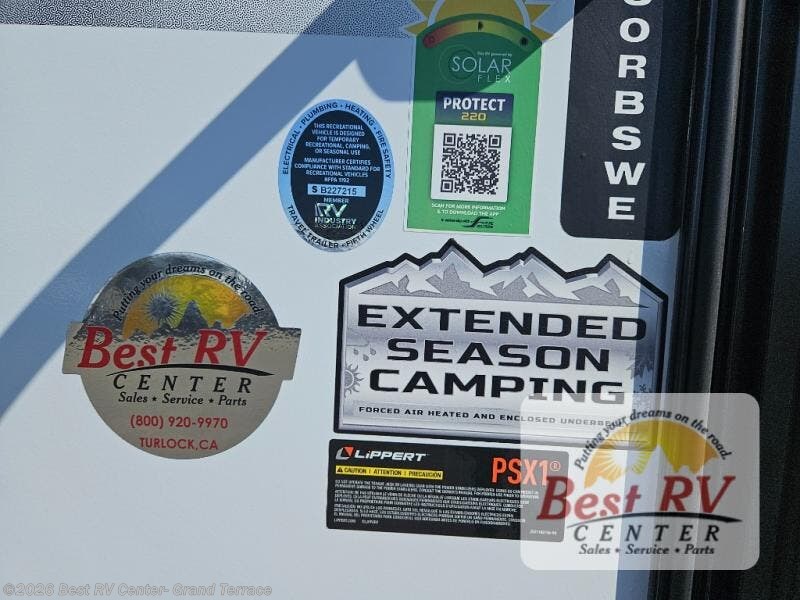 ELECTRICAL • PLUMBING • HEATING • FIRE SAFETY
THIS RECREATIONAL
VEHICLE IS DESIGNED
FOR TEMPORARY
RECREATIONAL, CAMPING,
OR SEASONAL USE
MANUFACTURER CERTIFIES
COMPLIANCE WITH STANDARD FOR
RECREATIONAL VEHICLES
NFPA 1192
S B227215
MEMBER
RV
INDUSTRY
ASSOCIATION
TRAVEL TRAILER • FIFTH WHEEL
SOLAR
FLEX
PROTECT
220
SCAN FOR MORE INFORMATION
& TO DOWNLOAD THE APP
O
O
R
B
S
W
E
Putting your dreams on the road.
Best RV
CENTER
Sales • Service • Parts
(800) 920-9970
TURLOCK, CA
EXTENDED
SEASON
CAMPING
FORCED AIR HEATED AND ENCLOSED UNDERBE
LIPPERT
PSX1®
CAUTION | ATTENTION | PRECAUCIÓN
Putting your dreams on the road.
Best RV
CENTER
Sales • Service • Parts
©2026 Best RV Center- Grand Terrace